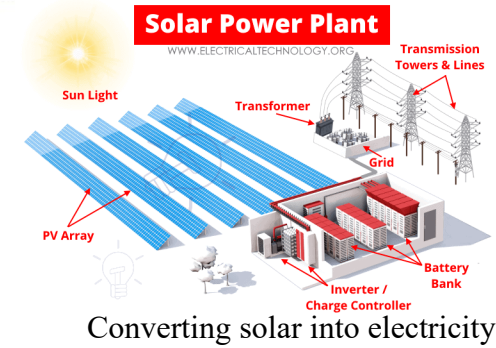 Solar Power Plant
WWW.ELECTRICALTECHNOLOGY.ORG
Transmission
Towers & Lines
Sun Light
Transformer
Grid
PV Array
Battery
Bank
Inverter /
Charge Controller
Converting solar into electricity